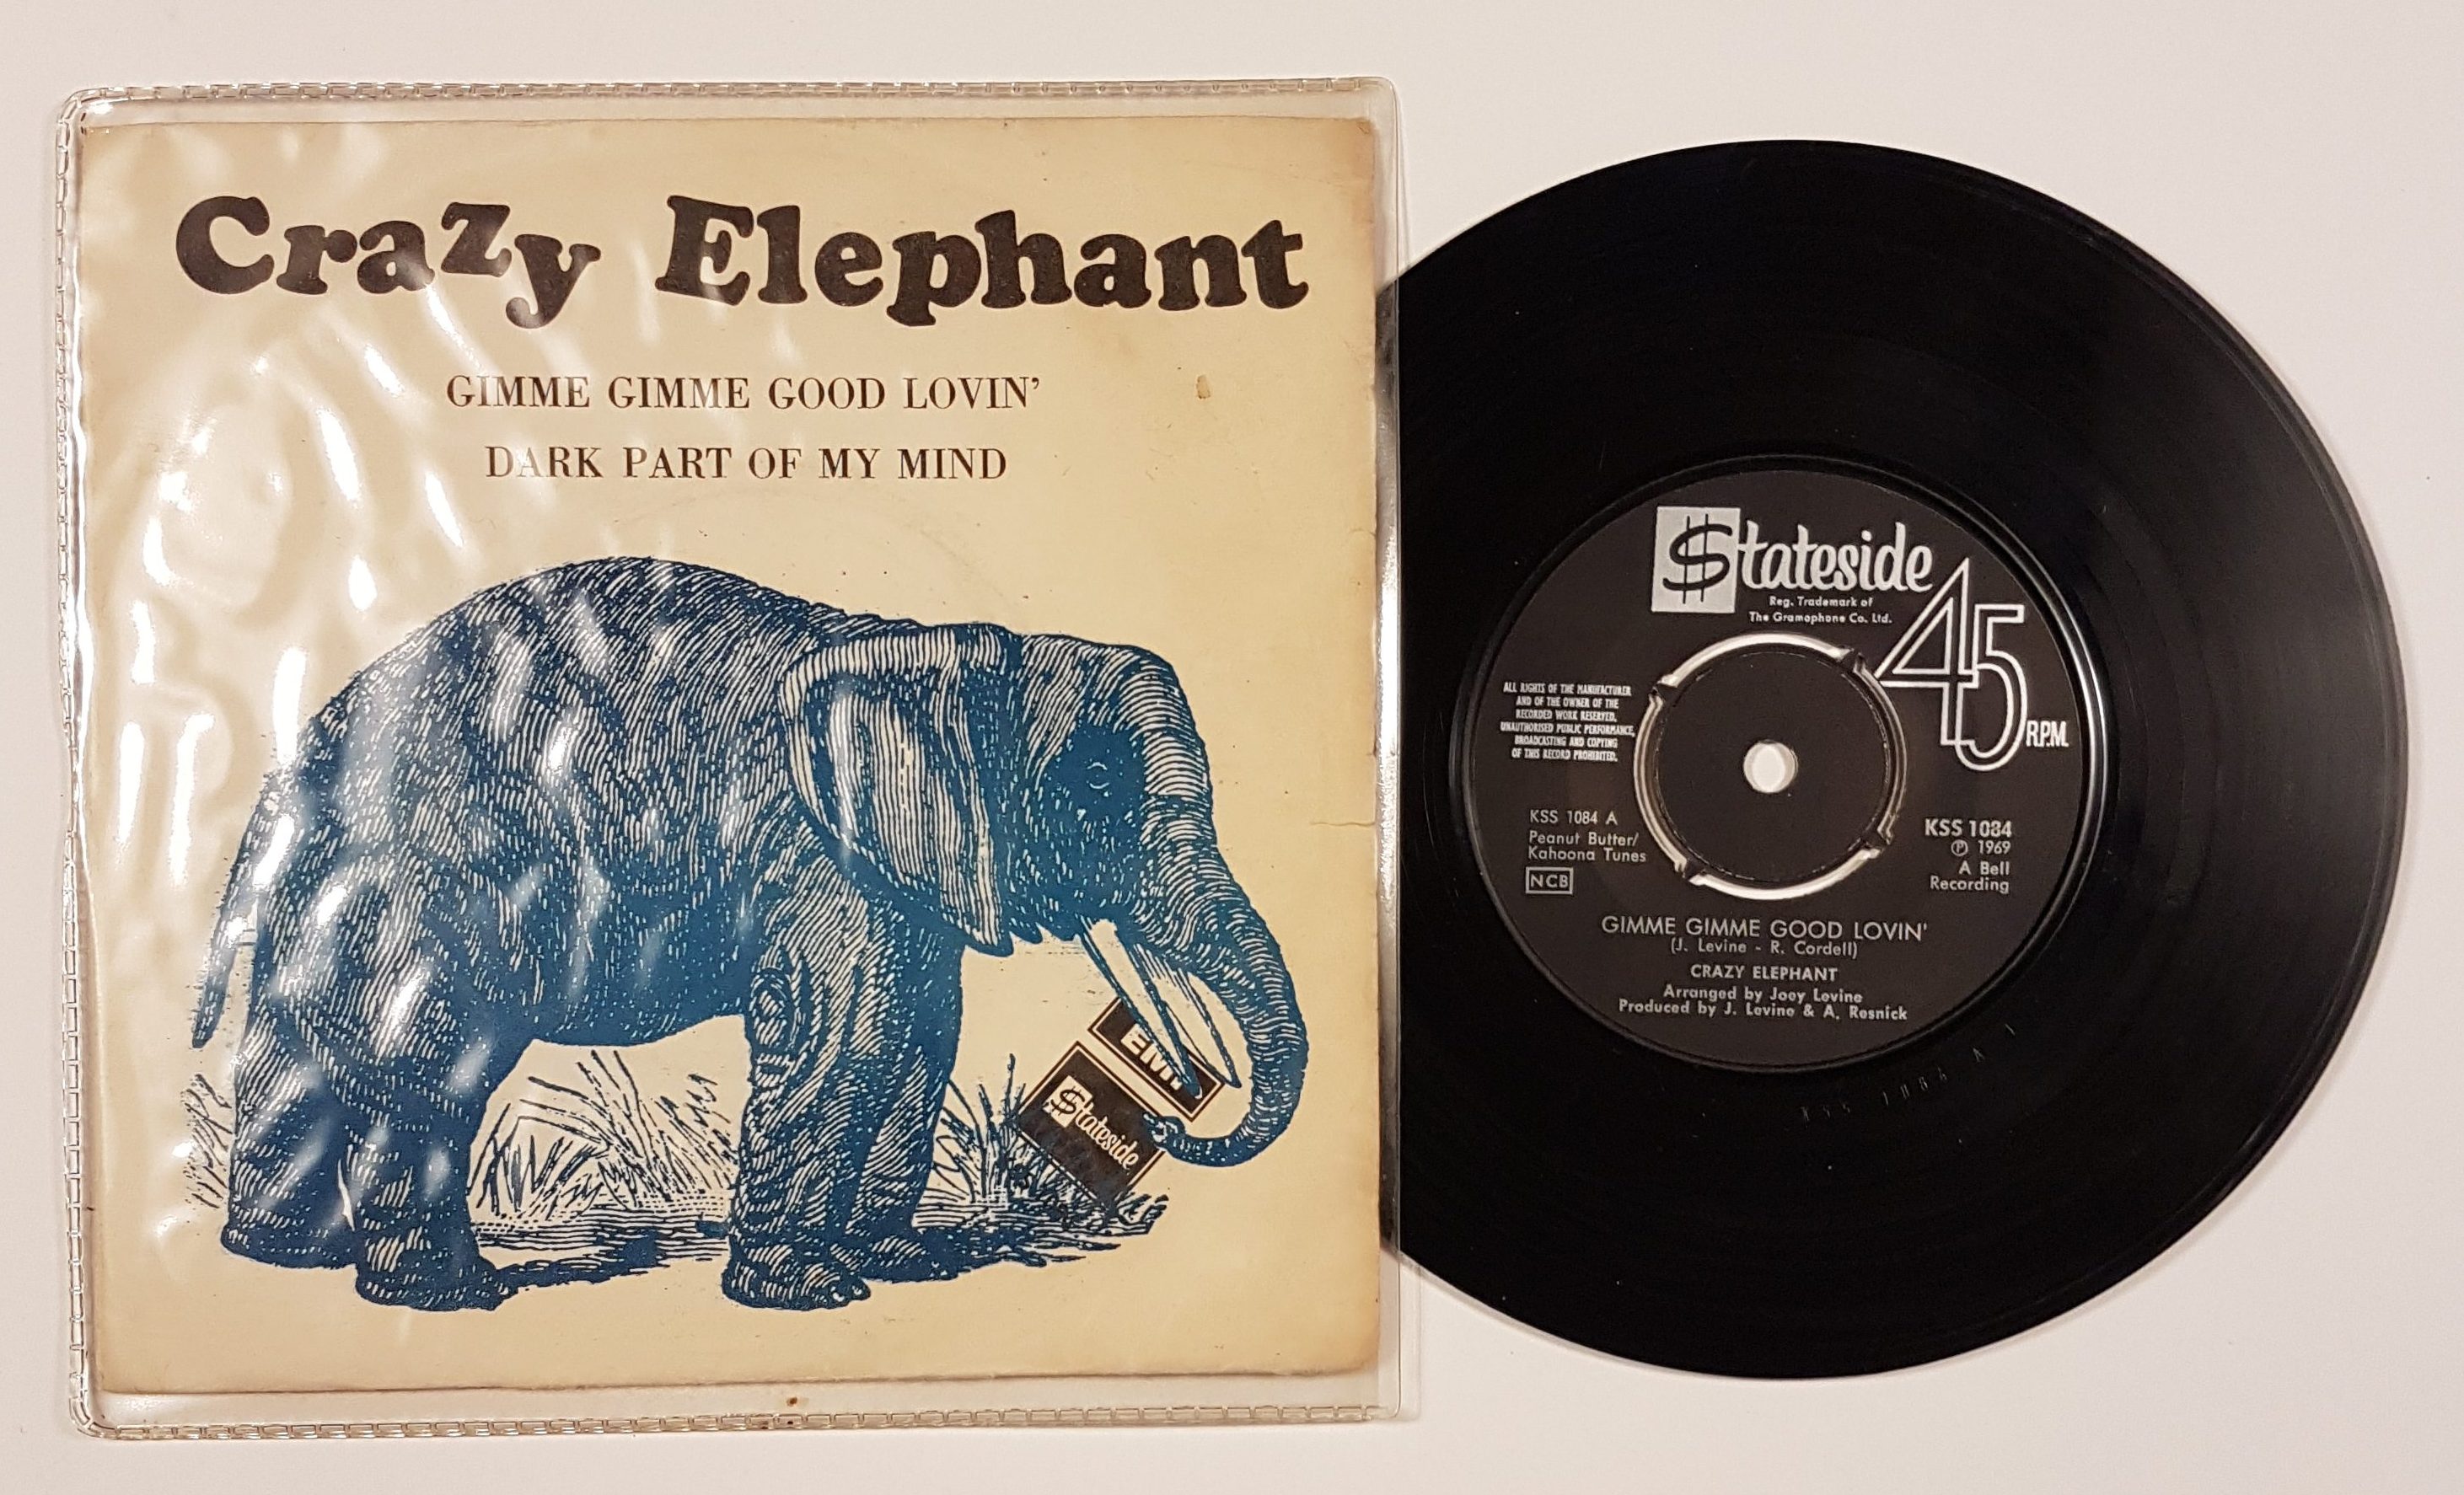 Crazy Elephant
GIMME GIMME GOOD LOVIN'
DARK PART OF MY MIND
EMI
$tateside
$tateside
Reg. Trademark of
The Gramophone Co. Ltd.
45 R.P.M.
ALL RIGHTS OF THE MANUFACTURER
AND OF THE OWNER OF THE
RECORDED WORK RESERVED.
UNAUTHORISED PUBLIC PERFORMANCE,
BROADCASTING AND COPYING
OF THIS RECORD PROHIBITED.
KSS 1084 A
Peanut Butter/
Kahoona Tunes
NCB
KSS 1084
Ⓟ 1969
A Bell
Recording
GIMME GIMME GOOD LOVIN'
(J. Levine - R. Cordell)
CRAZY ELEPHANT
Arranged by Joey Levine
Produced by J. Levine & A. Resnick